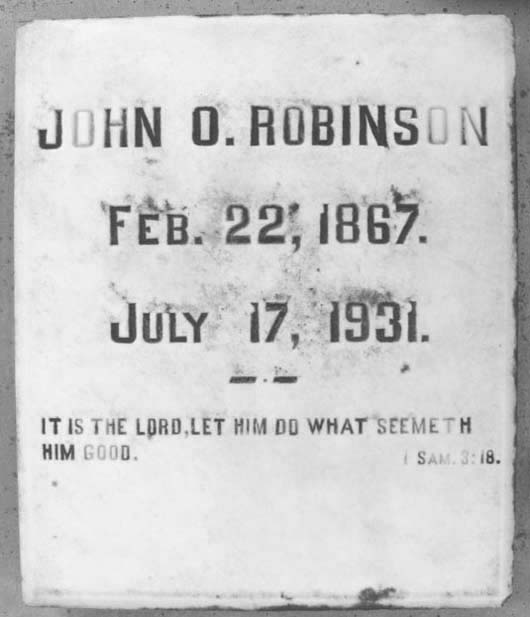 JOHN O. ROBINSON
FEB. 22, 1867.
JULY 17, 1931.
IT IS THE LORD, LET HIM DO WHAT SEEMETH
HIM GOOD.
I SAM. 3:18.